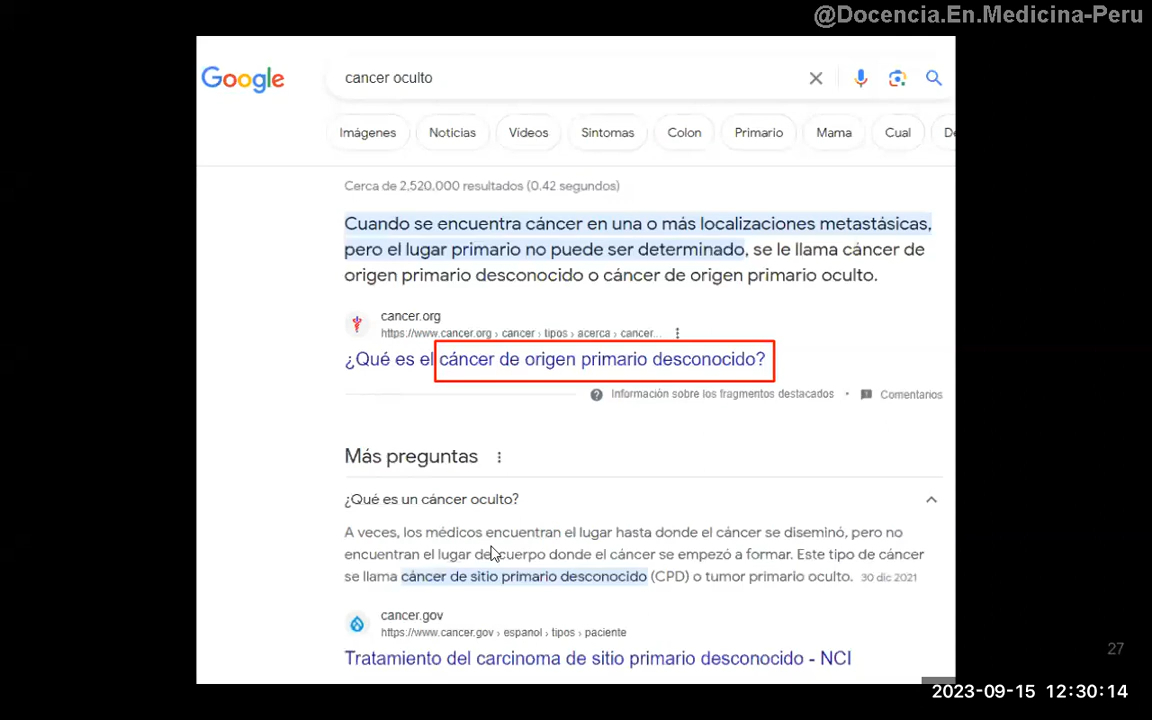 @Docencia.En.Medicina-Peru
Google
cancer oculto
Imágenes
Noticias
Vídeos
Síntomas
Colon
Primario
Mama
Cual
Cerca de 2,520,000 resultados (0.42 segundos)
Cuando se encuentra cáncer en una o más localizaciones metastásicas,
pero el lugar primario no puede ser determinado, se le llama cáncer de
origen primario desconocido o cáncer de origen primario oculto.
cancer.org
https://www.cancer.org › cancer › tipos › acerca › cancer...
¿Qué es el cáncer de origen primario desconocido?
Información sobre los fragmentos destacados • Comentarios
Más preguntas
¿Qué es un cáncer oculto?
A veces, los médicos encuentran el lugar hasta donde el cáncer se diseminó, pero no
encuentran el lugar de cuerpo donde el cáncer se empezó a formar. Este tipo de cáncer
se llama cáncer de sitio primario desconocido (CPD) o tumor primario oculto. 30 dic 2021
cancer.gov
https://www.cancer.gov › espanol › tipos › paciente
Tratamiento del carcinoma de sitio primario desconocido - NCI
27
2023-09-15 12:30:14